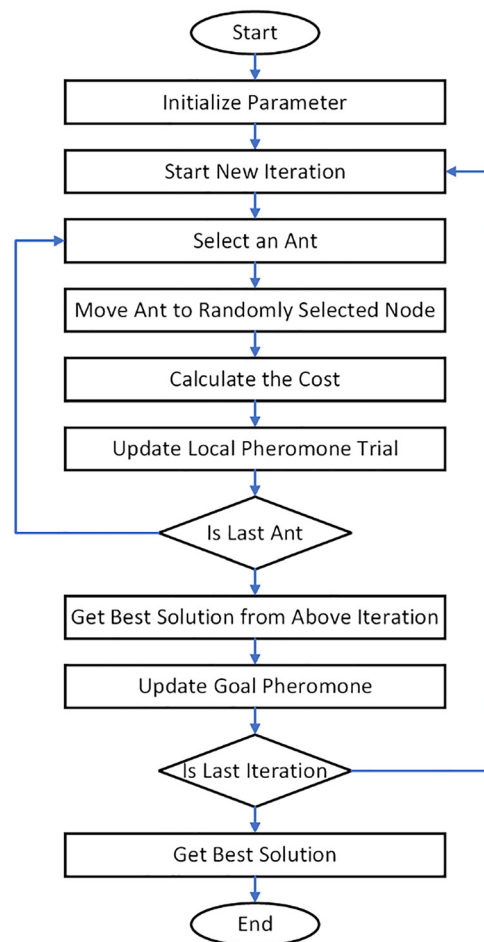 Start
Initialize Parameter
Start New Iteration
Select an Ant
Move Ant to Randomly Selected Node
Calculate the Cost
Update Local Pheromone Trial
Is Last Ant
Get Best Solution from Above Iteration
Update Goal Pheromone
Is Last Iteration
Get Best Solution
End